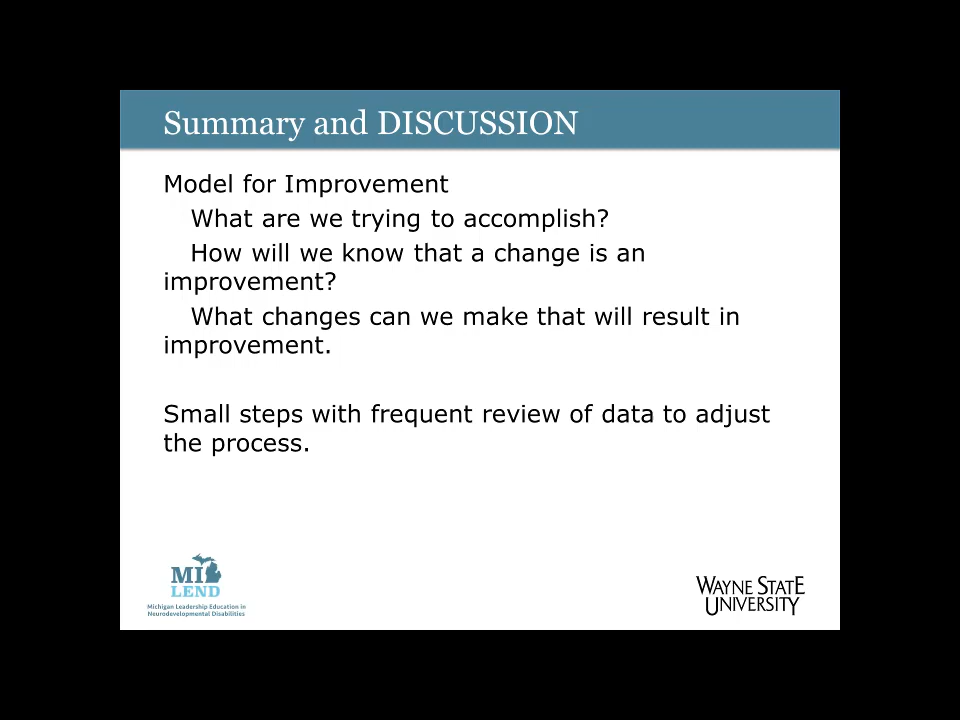 Summary and DISCUSSION
Model for Improvement
What are we trying to accomplish?
How will we know that a change is an
improvement?
What changes can we make that will result in
improvement.
Small steps with frequent review of data to adjust
the process.
MI
LEND
Michigan Leadership Education in
Neurodevelopmental Disabilities
WAYNE STATE
UNIVERSITY